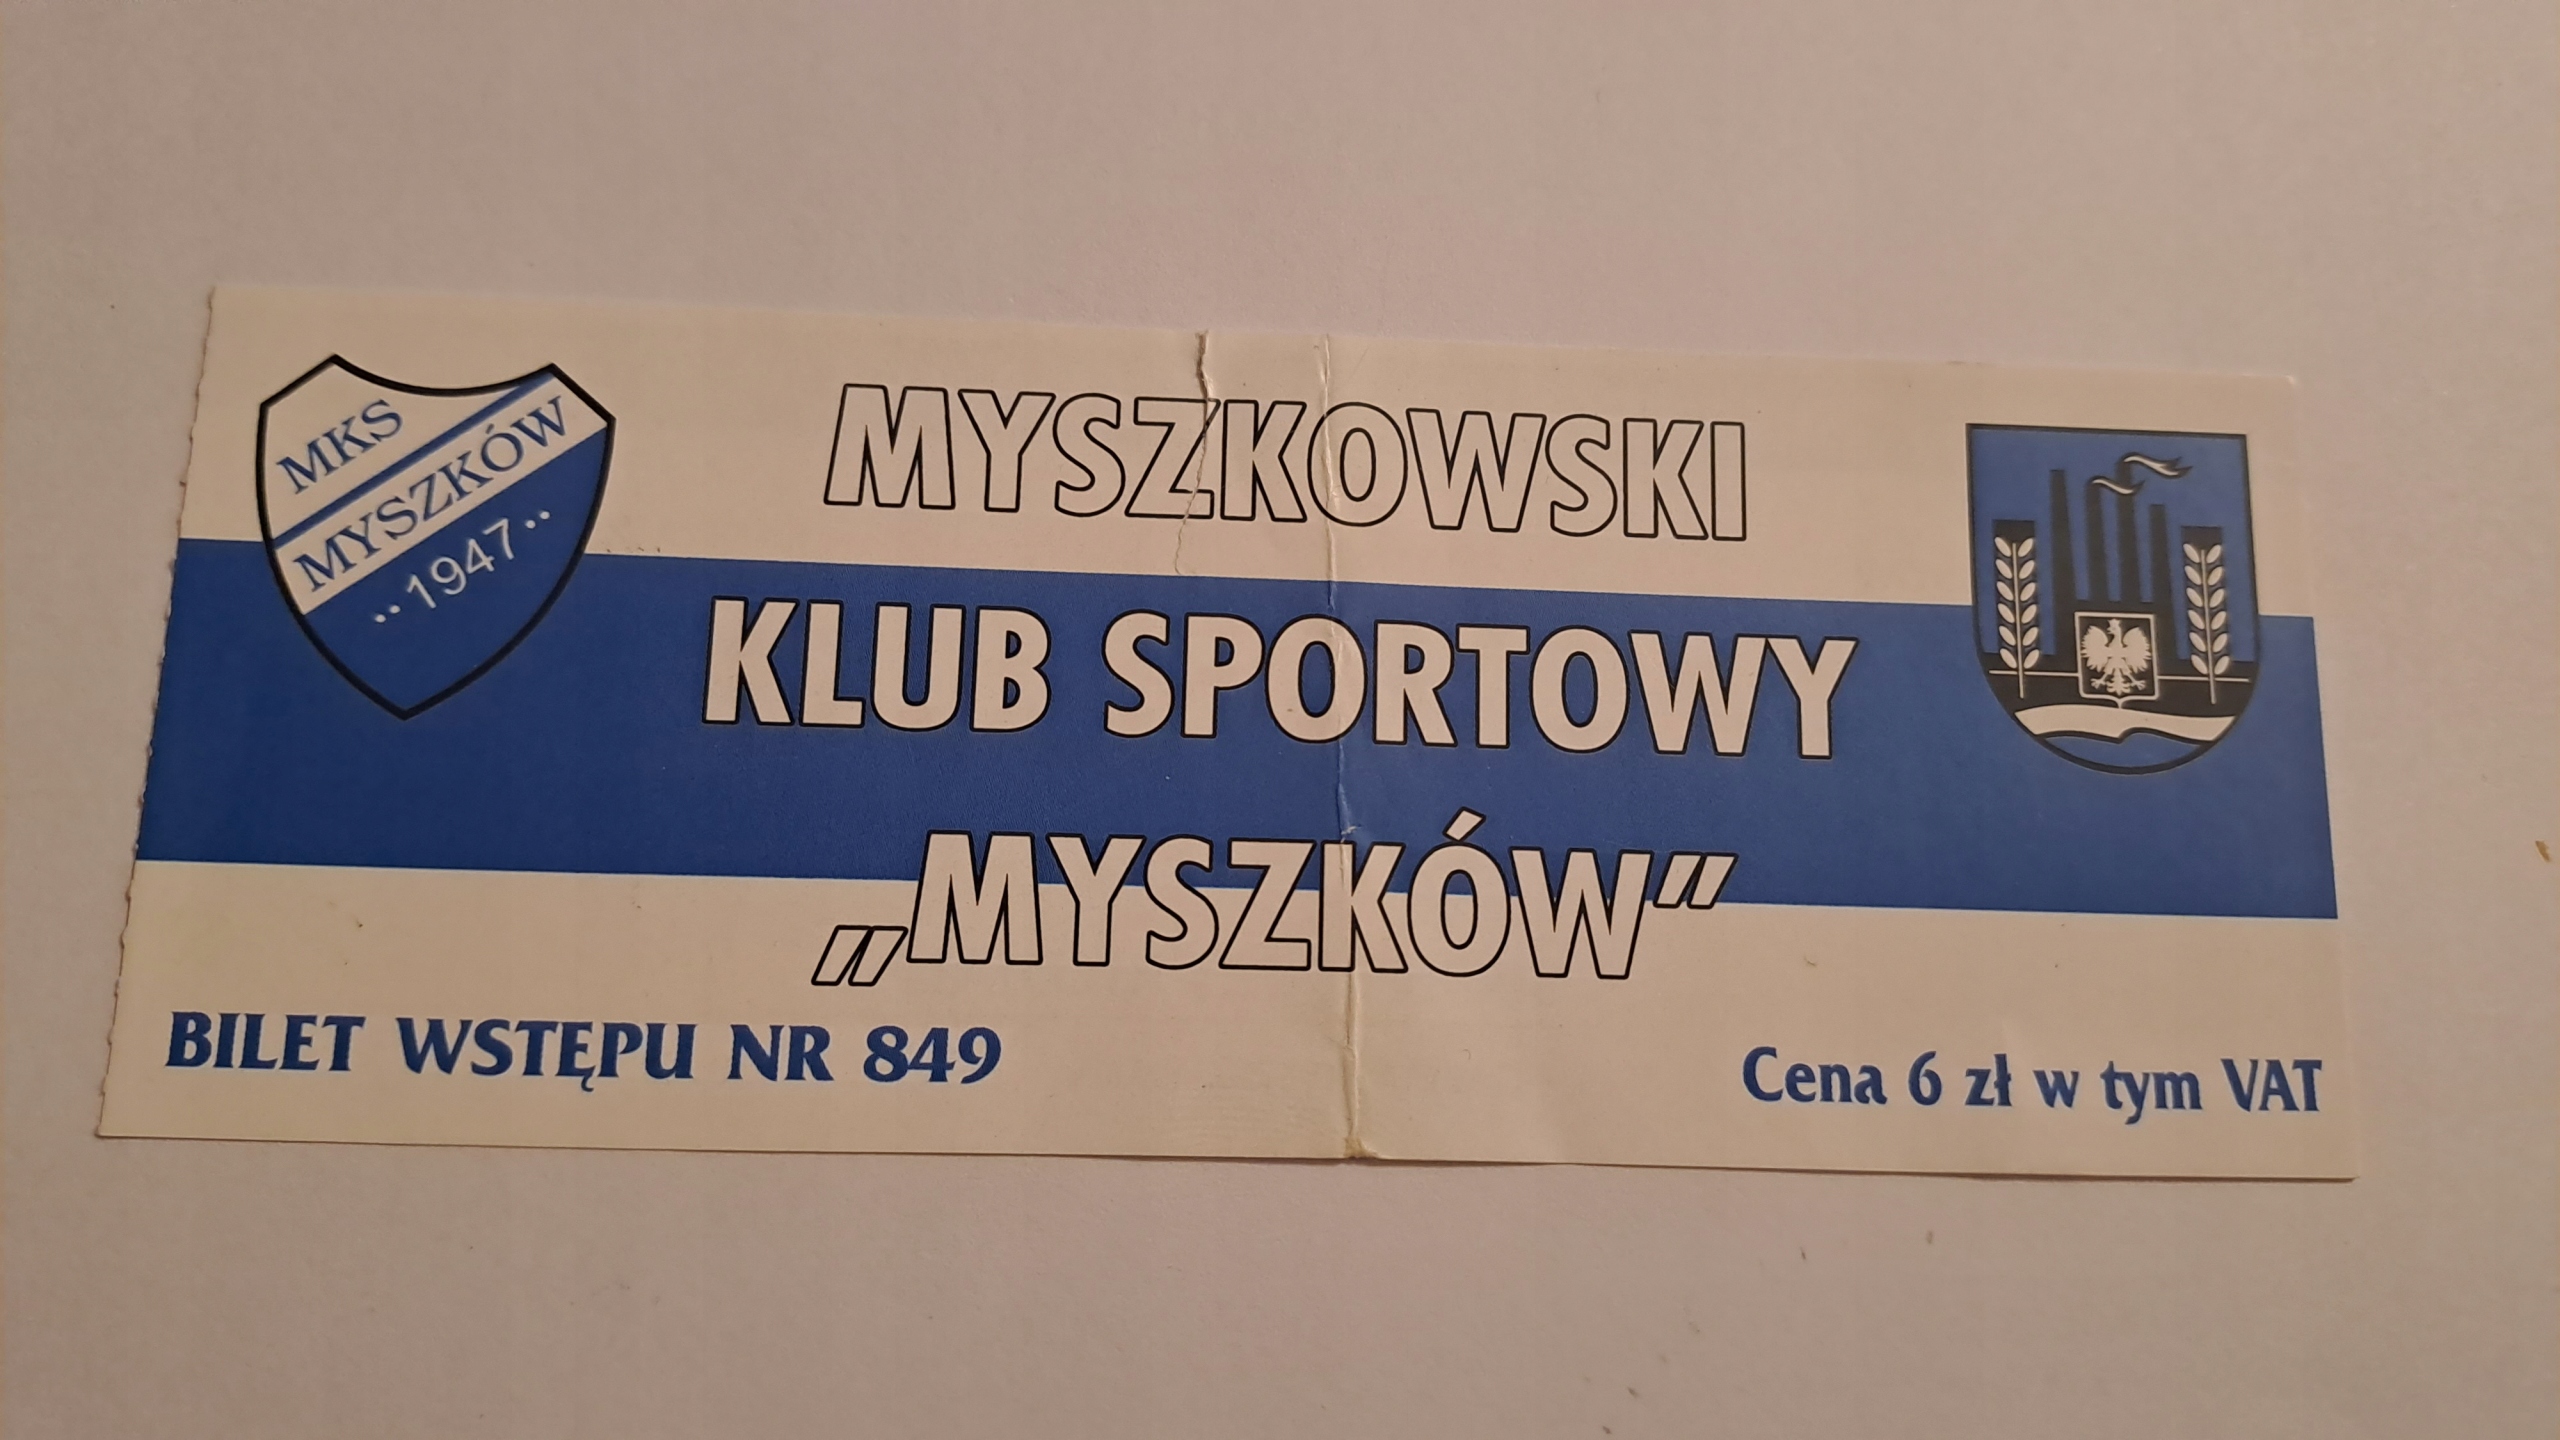 MKS
MYSZKÓW
..1947..
MYSZKOWSKI
KLUB SPORTOWY
„MYSZKÓW”
BILET WSTĘPU NR 849
Cena 6 zł w tym VAT